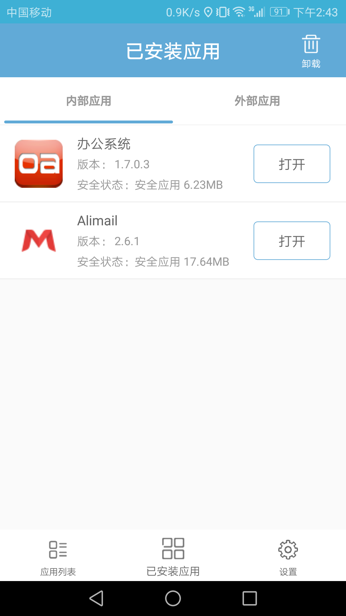 中国移动 0.9K/s 91 下午2:43
已安装应用
卸载
内部应用 外部应用
oa
办公系统
版本： 1.7.0.3
安全状态：安全应用 6.23MB
打开
Alimail
版本： 2.6.1
安全状态：安全应用 17.64MB
打开
应用列表 已安装应用 设置